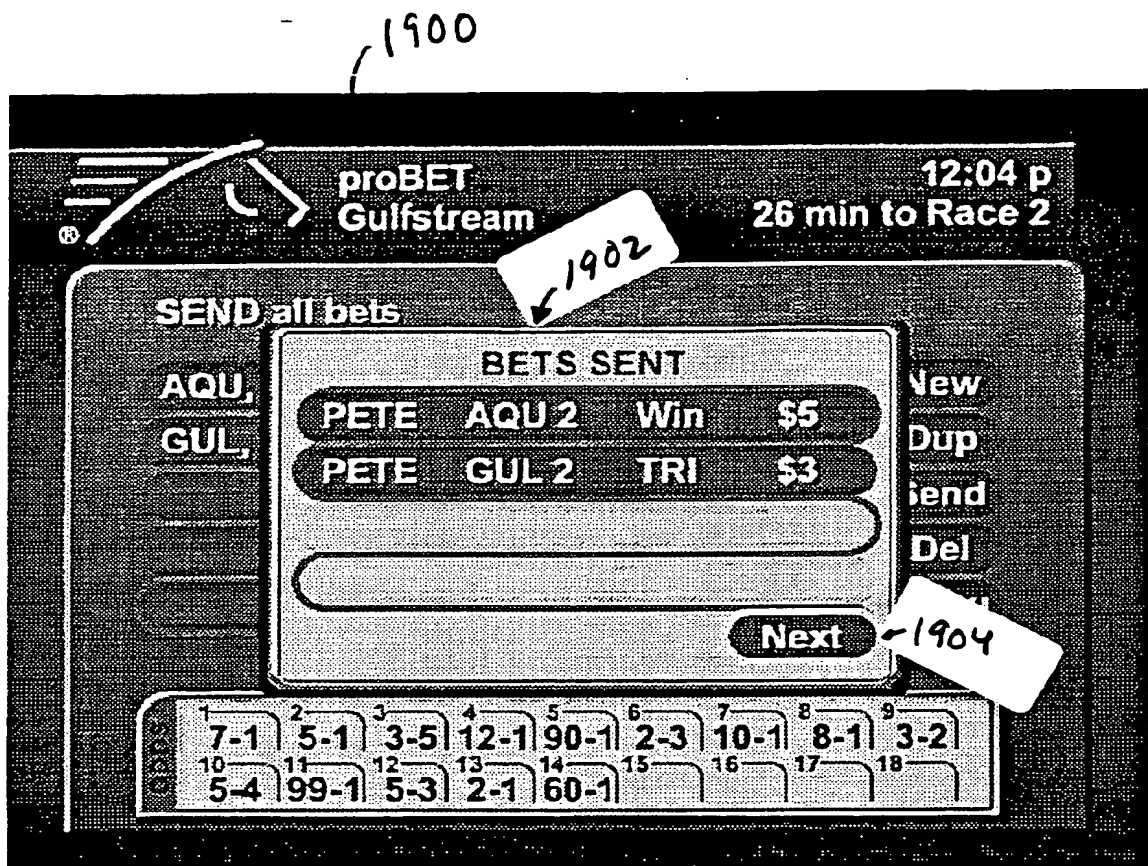 1900
proBET
Gulfstream
12:04 p
26 min to Race 2
®
1902
SEND all bets
BETS SENT
AQU,
PETE AQU 2 Win $5
New
GUL,
PETE GUL 2 TRI $3
Dup
Send
Del
Next
1904
ODDS
1 2 3 4 5 6 7 8 9
7-1 5-1 3-5 12-1 90-1 2-3 10-1 8-1 3-2
10 11 12 13 14 15 16 17 18
5-4 99-1 5-3 2-1 60-1